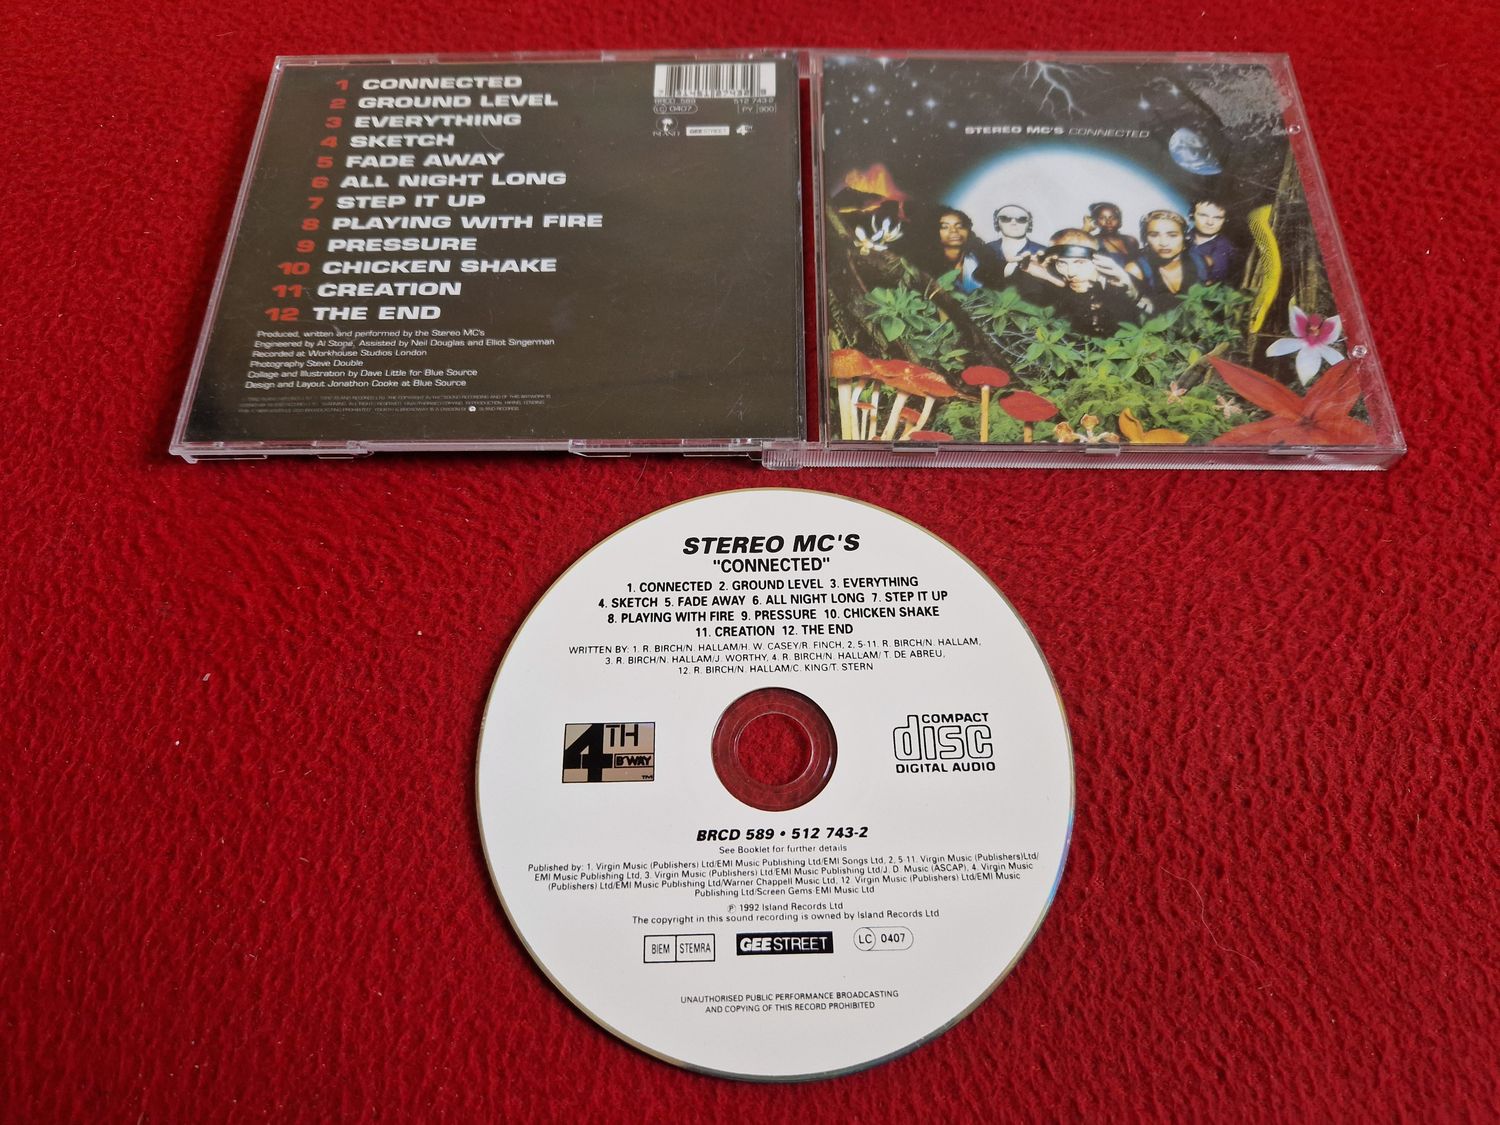 1 CONNECTED
2 GROUND LEVEL
3 EVERYTHING
4 SKETCH
5 FADE AWAY
6 ALL NIGHT LONG
7 STEP IT UP
8 PLAYING WITH FIRE
9 PRESSURE
10 CHICKEN SHAKE
11 CREATION
12 THE END
Produced, written and performed by the Stereo MC's
Engineered by Al Stone, Assisted by Neil Douglas and Elliot Singerman
Recorded at Workhouse Studios London
Photography Steve Double
Collage and Illustration by Dave Little for Blue Source
Design and Layout Jonathon Cooke at Blue Source
BRCD 589 512 743-2
LC 0407 PY 900
ISLAND GEE STREET 4TH
STEREO MC'S CONNECTED
STEREO MC'S
"CONNECTED"
1. CONNECTED 2. GROUND LEVEL 3. EVERYTHING
4. SKETCH 5. FADE AWAY 6. ALL NIGHT LONG 7. STEP IT UP
8. PLAYING WITH FIRE 9. PRESSURE 10. CHICKEN SHAKE
11. CREATION 12. THE END
WRITTEN BY: 1. R. BIRCH/N. HALLAM/H. W. CASEY/R. FINCH, 2, 5-11. R. BIRCH/N. HALLAM,
3. R. BIRCH/N. HALLAM/J. WORTHY, 4. R. BIRCH/N. HALLAM/ T. DE ABREU,
12. R. BIRCH/N. HALLAM/C. KING/T. STERN
4TH
B'WAY
TM
COMPACT
disc
DIGITAL AUDIO
BRCD 589 • 512 743-2
See Booklet for further details
Published by: 1. Virgin Music (Publishers) Ltd/EMI Music Publishing Ltd/EMI Songs Ltd, 2, 5-11. Virgin Music (Publishers)Ltd/
EMI Music Publishing Ltd, 3. Virgin Music (Publishers) Ltd/EMI Music Publishing Ltd/J. D. Music (ASCAP), 4. Virgin Music
(Publishers) Ltd/EMI Music Publishing Ltd/Warner Chappell Music Ltd, 12. Virgin Music (Publishers) Ltd/EMI Music
Publishing Ltd/Screen Gems-EMI Music Ltd
℗ 1992 Island Records Ltd
The copyright in this sound recording is owned by Island Records Ltd
BIEM STEMRA GEE STREET LC 0407
UNAUTHORISED PUBLIC PERFORMANCE BROADCASTING
AND COPYING OF THIS RECORD PROHIBITED